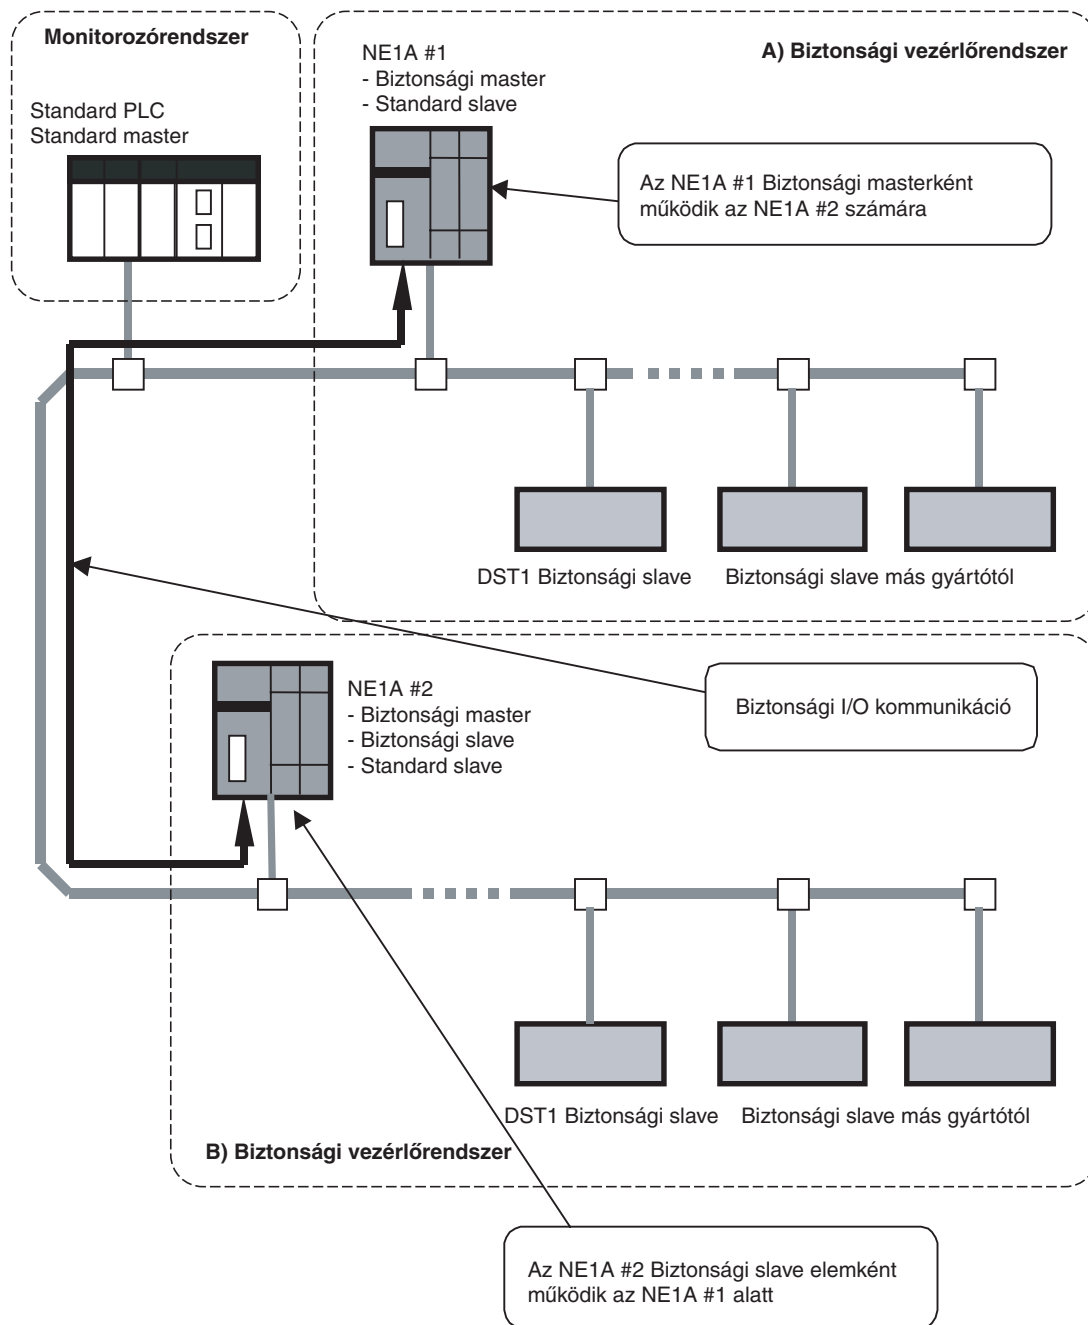 Monitorozórendszer
Standard PLC
Standard master
NE1A #1
- Biztonsági master
- Standard slave
A) Biztonsági vezérlőrendszer
Az NE1A #1 Biztonsági masterként
működik az NE1A #2 számára
DST1 Biztonsági slave
Biztonsági slave más gyártótól
NE1A #2
- Biztonsági master
- Biztonsági slave
- Standard slave
Biztonsági I/O kommunikáció
DST1 Biztonsági slave
Biztonsági slave más gyártótól
B) Biztonsági vezérlőrendszer
Az NE1A #2 Biztonsági slave elemként
működik az NE1A #1 alatt